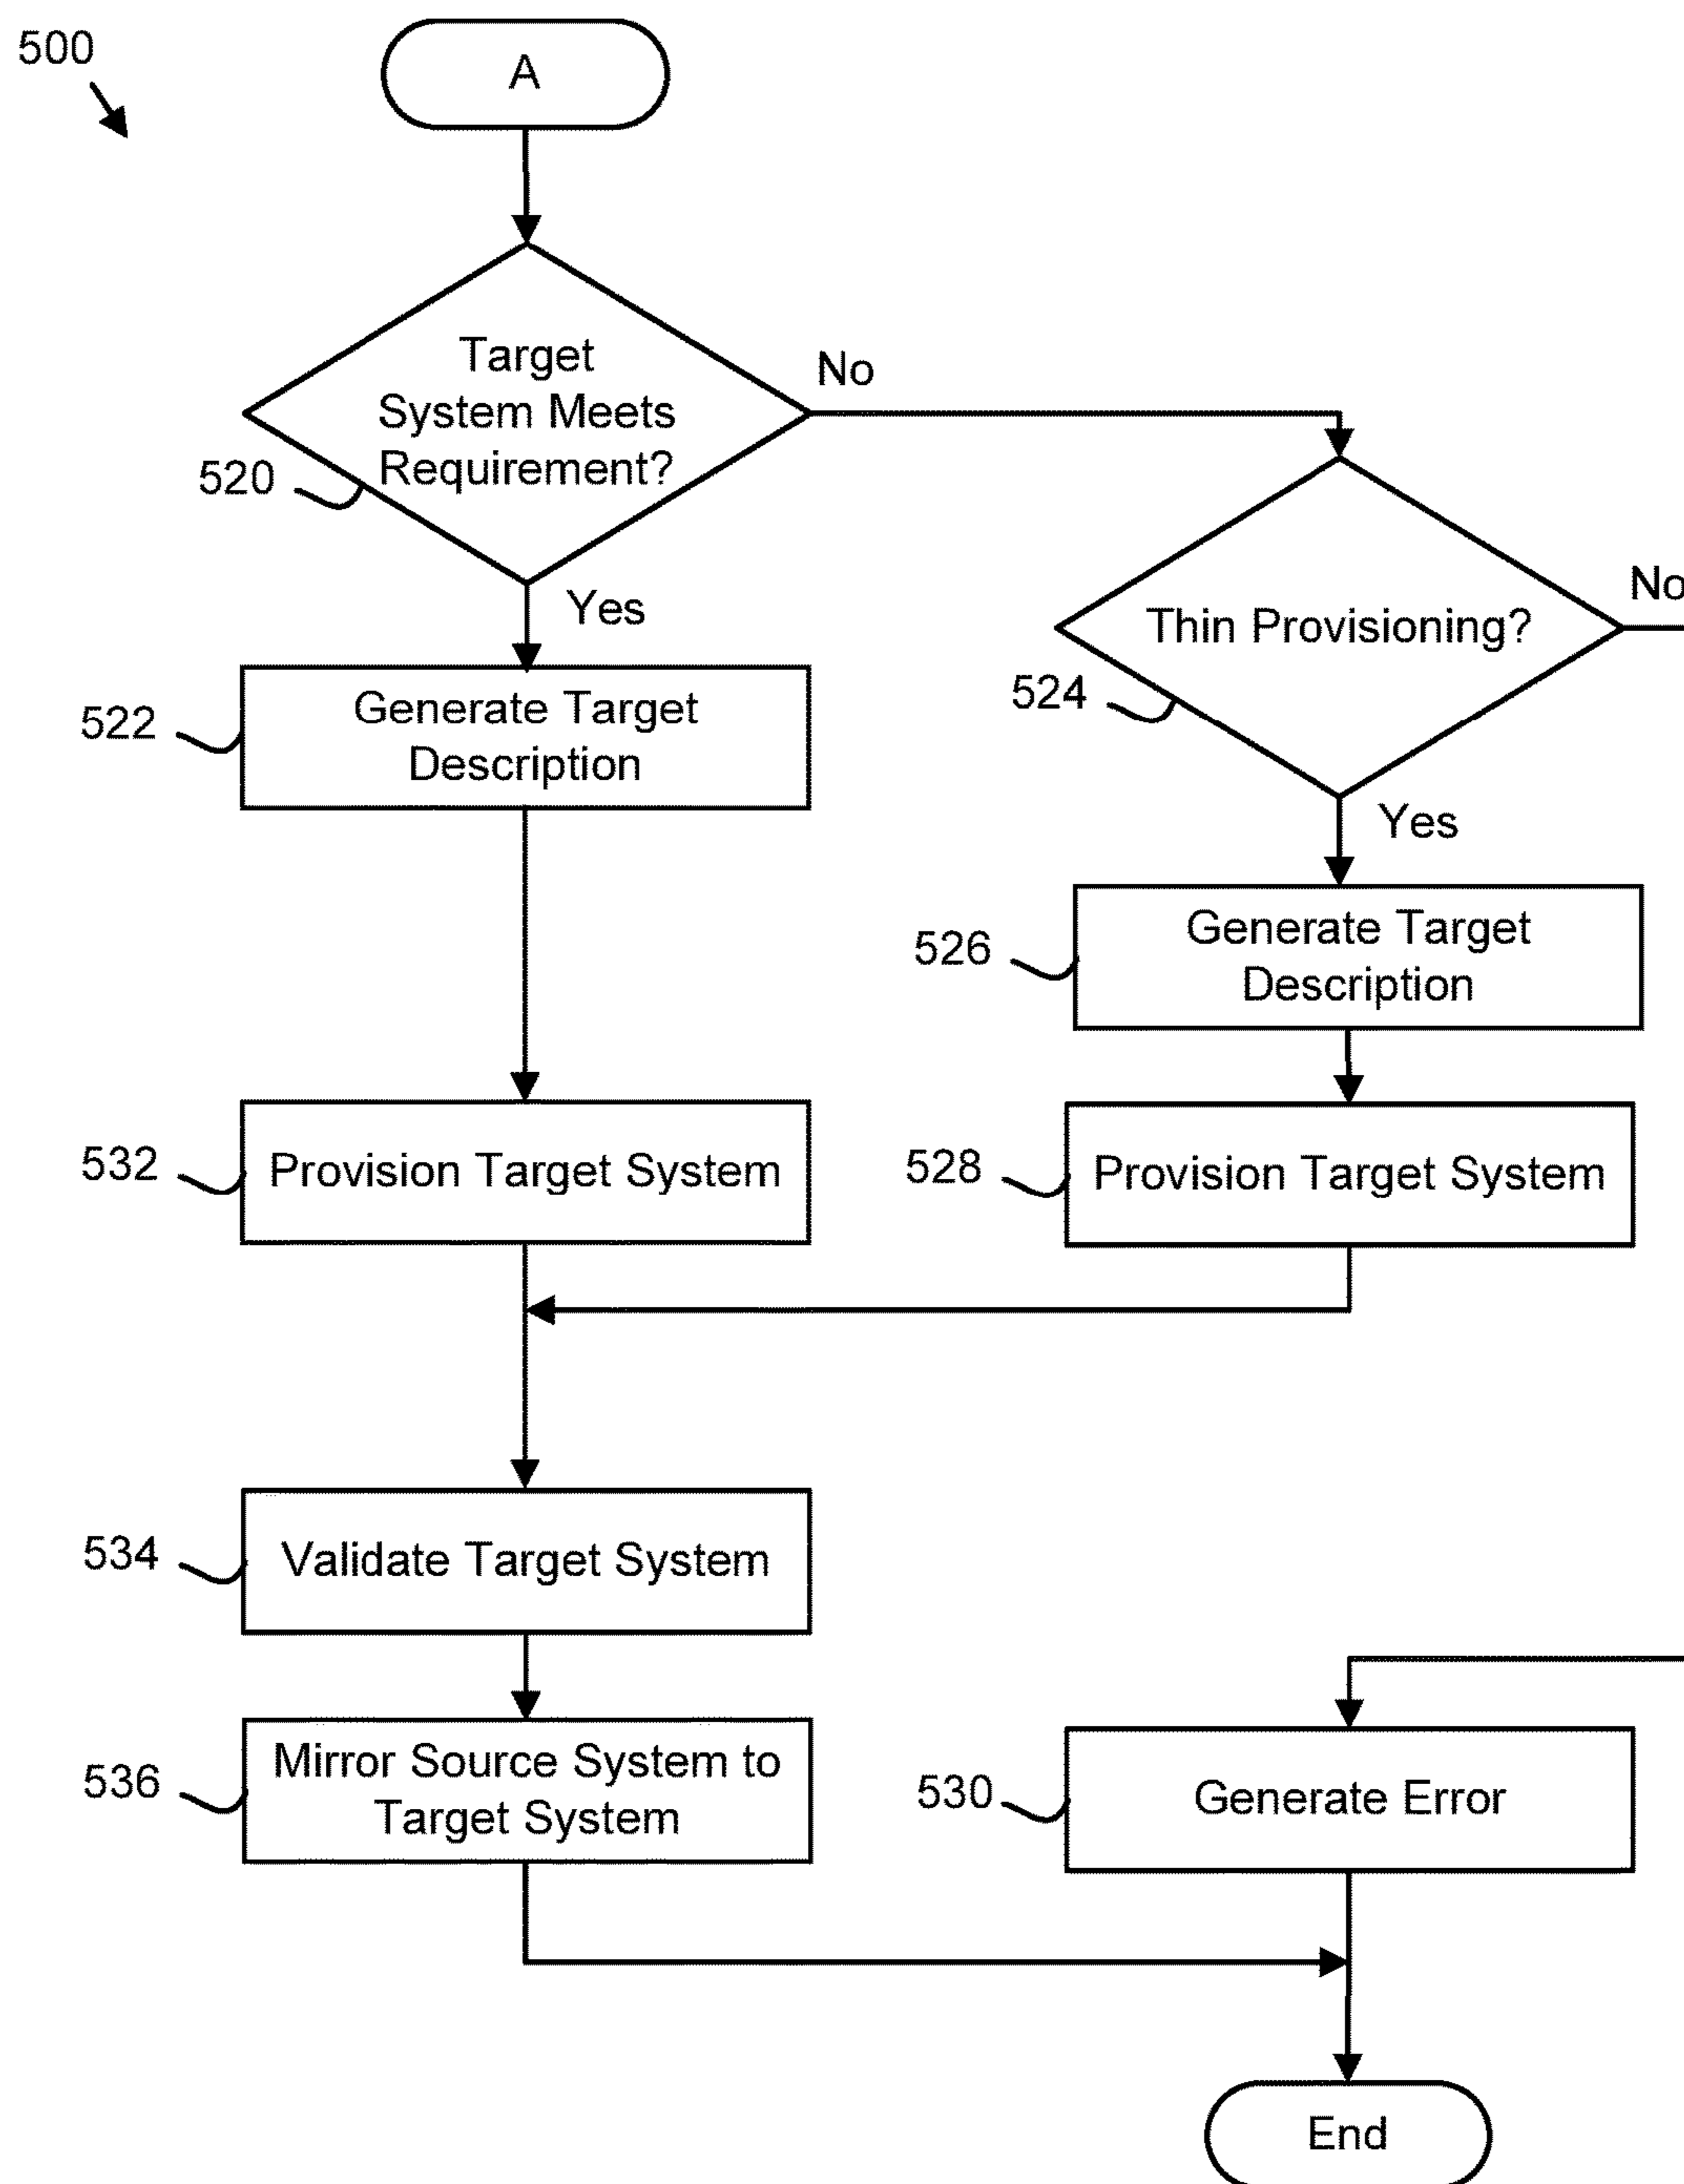 500
A
Target
System Meets
Requirement?
No
520
Yes
Thin Provisioning?
No
524
Yes
522
Generate Target
Description
526
Generate Target
Description
532
Provision Target System
528
Provision Target System
534
Validate Target System
536
Mirror Source System to
Target System
530
Generate Error
End